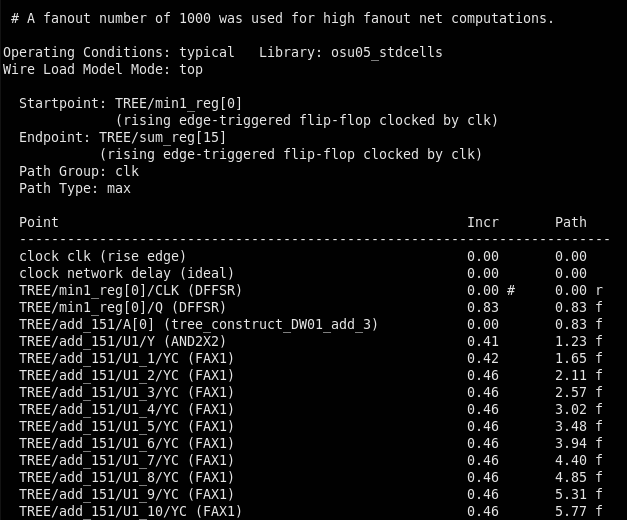 # A fanout number of 1000 was used for high fanout net computations.
Operating Conditions: typical   Library: osu05_stdcells
Wire Load Model Mode: top
Startpoint: TREE/min1_reg[0]
(rising edge-triggered flip-flop clocked by clk)
Endpoint: TREE/sum_reg[15]
(rising edge-triggered flip-flop clocked by clk)
Path Group: clk
Path Type: max
Point Incr Path
--------------------------------------------------------------------------
clock clk (rise edge) 0.00 0.00
clock network delay (ideal) 0.00 0.00
TREE/min1_reg[0]/CLK (DFFSR) 0.00 # 0.00 r
TREE/min1_reg[0]/Q (DFFSR) 0.83 0.83 f
TREE/add_151/A[0] (tree_construct_DW01_add_3) 0.00 0.83 f
TREE/add_151/U1/Y (AND2X2) 0.41 1.23 f
TREE/add_151/U1_1/YC (FAX1) 0.42 1.65 f
TREE/add_151/U1_2/YC (FAX1) 0.46 2.11 f
TREE/add_151/U1_3/YC (FAX1) 0.46 2.57 f
TREE/add_151/U1_4/YC (FAX1) 0.46 3.02 f
TREE/add_151/U1_5/YC (FAX1) 0.46 3.48 f
TREE/add_151/U1_6/YC (FAX1) 0.46 3.94 f
TREE/add_151/U1_7/YC (FAX1) 0.46 4.40 f
TREE/add_151/U1_8/YC (FAX1) 0.46 4.85 f
TREE/add_151/U1_9/YC (FAX1) 0.46 5.31 f
TREE/add_151/U1_10/YC (FAX1) 0.46 5.77 f